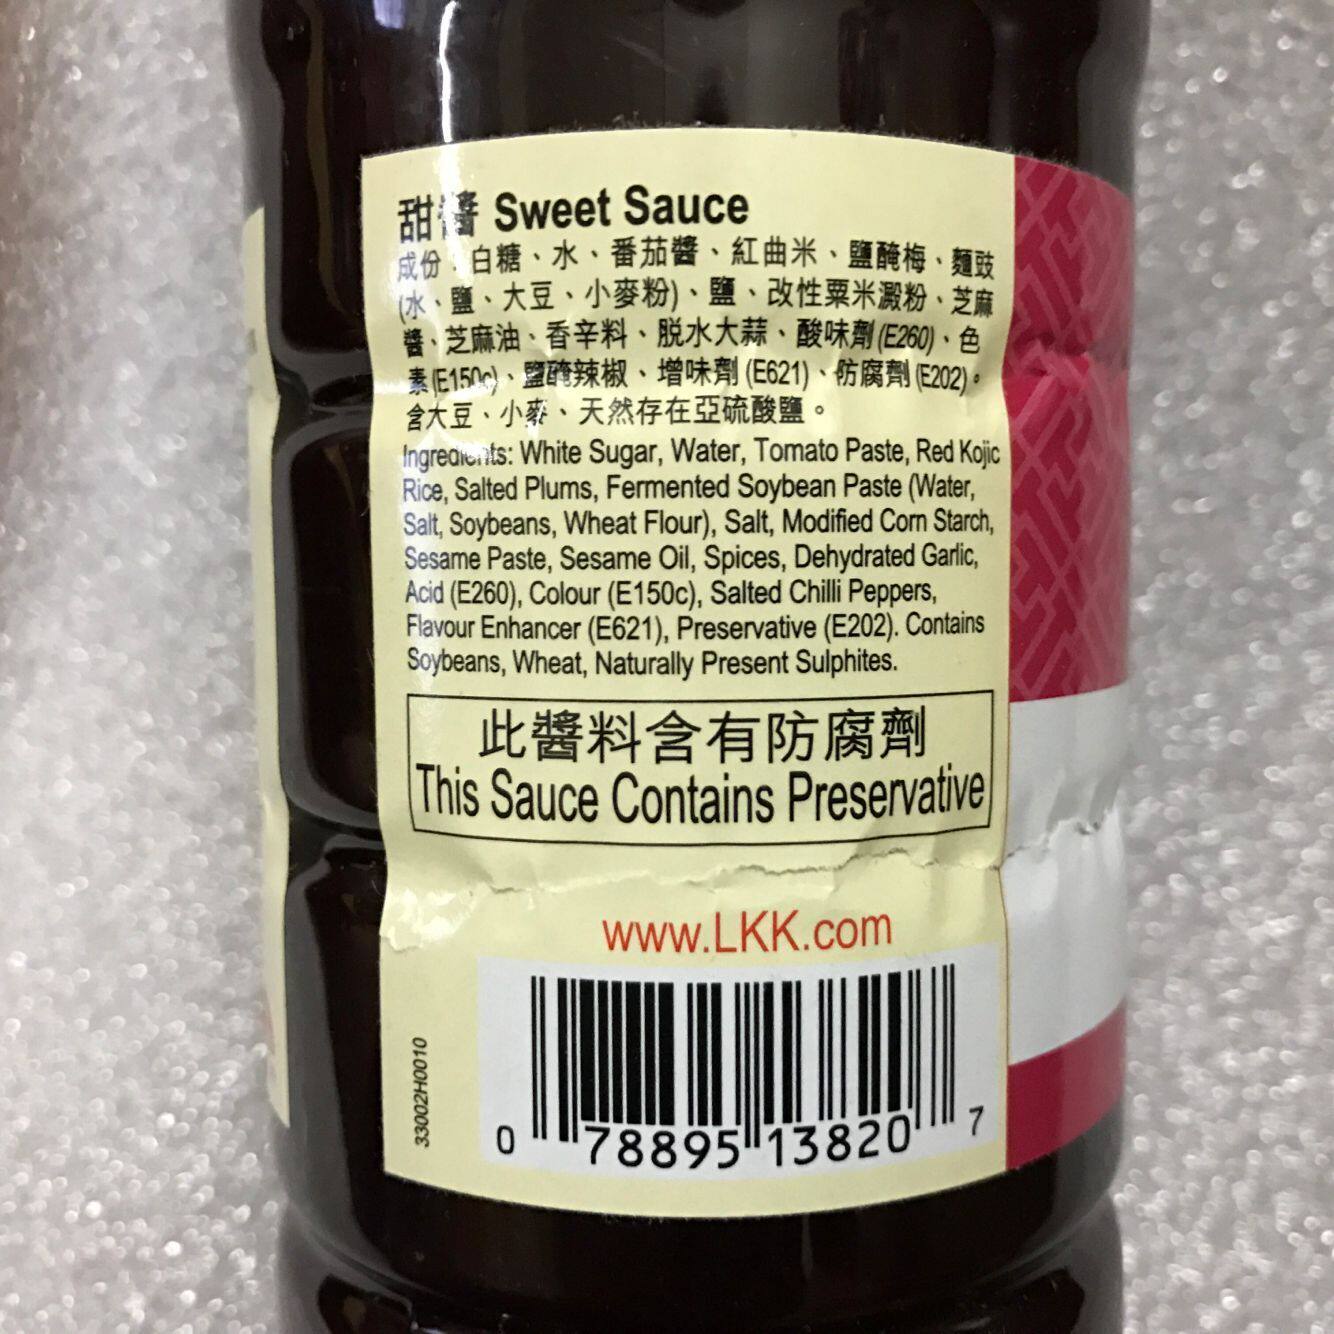 甜醬 Sweet Sauce
成份：白糖、水、番茄醬、紅曲米、鹽醃梅、麵豉
(水、鹽、大豆、小麥粉)、鹽、改性粟米澱粉、芝麻
醬、芝麻油、香辛料、脱水大蒜、酸味劑(E260)、色
素(E150c)、鹽醃辣椒、增味劑(E621)、防腐劑(E202)。
含大豆、小麥、天然存在亞硫酸鹽。
Ingredients: White Sugar, Water, Tomato Paste, Red Kojic
Rice, Salted Plums, Fermented Soybean Paste (Water,
Salt, Soybeans, Wheat Flour), Salt, Modified Corn Starch,
Sesame Paste, Sesame Oil, Spices, Dehydrated Garlic,
Acid (E260), Colour (E150c), Salted Chilli Peppers,
Flavour Enhancer (E621), Preservative (E202). Contains
Soybeans, Wheat, Naturally Present Sulphites.
此醬料含有防腐劑
This Sauce Contains Preservative
www.LKK.com
33002H0010
0 78895 13820 7